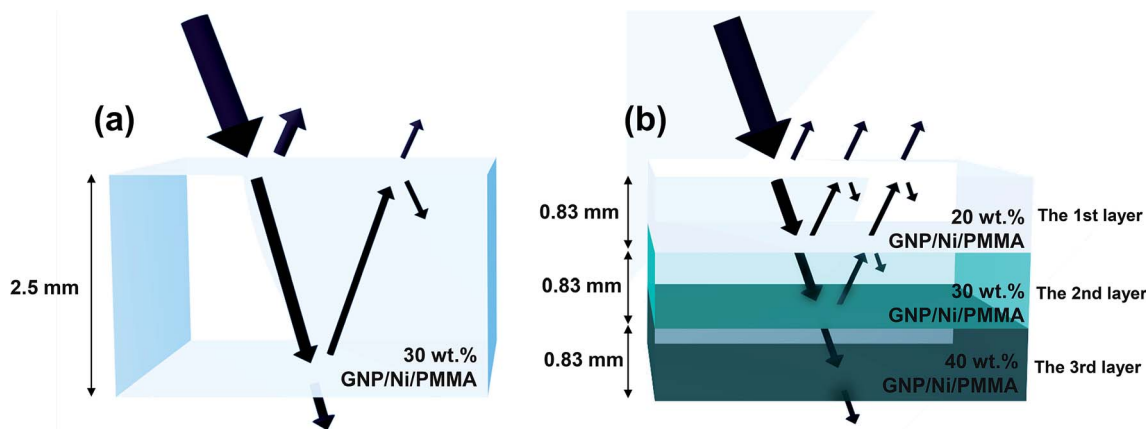 (a)
2.5 mm
30 wt.%
GNP/Ni/PMMA
(b)
0.83 mm
20 wt.%
GNP/Ni/PMMA
The 1st layer
0.83 mm
30 wt.%
GNP/Ni/PMMA
The 2nd layer
0.83 mm
40 wt.%
GNP/Ni/PMMA
The 3rd layer